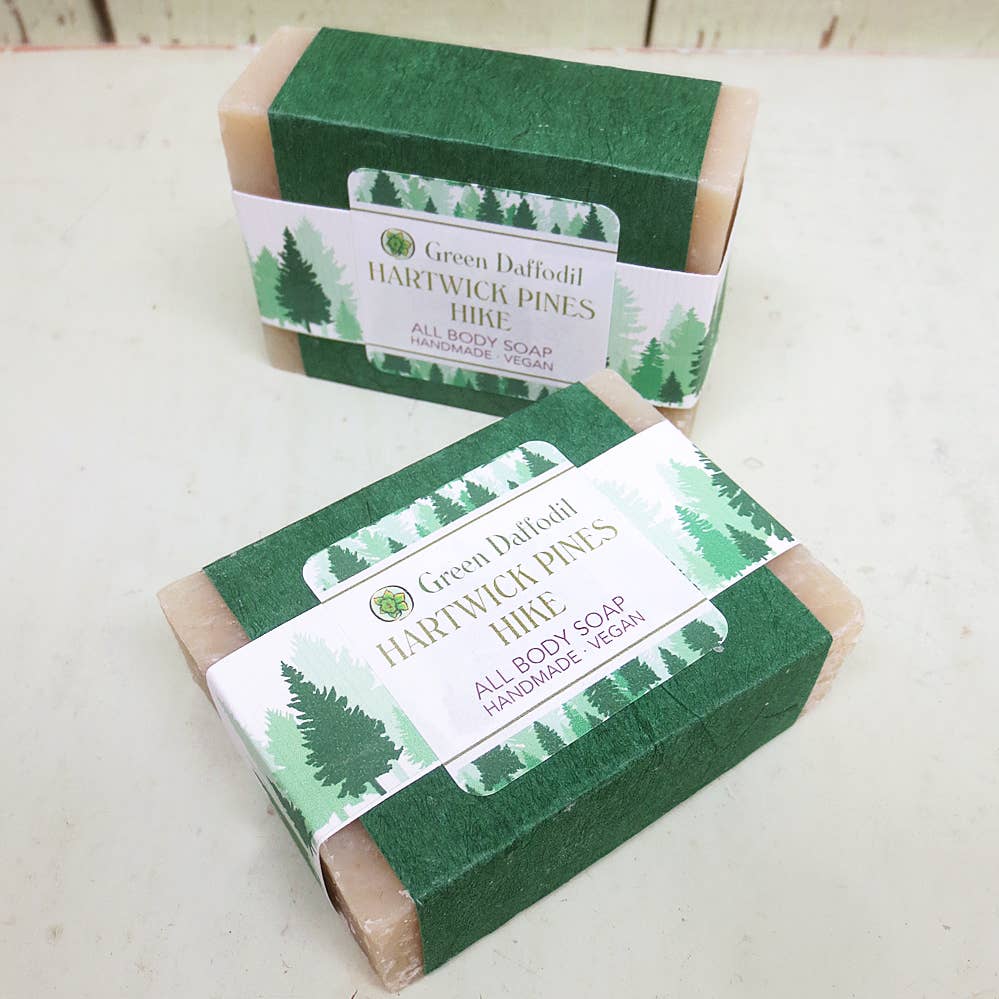 Green Daffodil
HARTWICK PINES
HIKE
ALL BODY SOAP
HANDMADE · VEGAN
Green Daffodil
HARTWICK PINES
HIKE
ALL BODY SOAP
HANDMADE · VEGAN